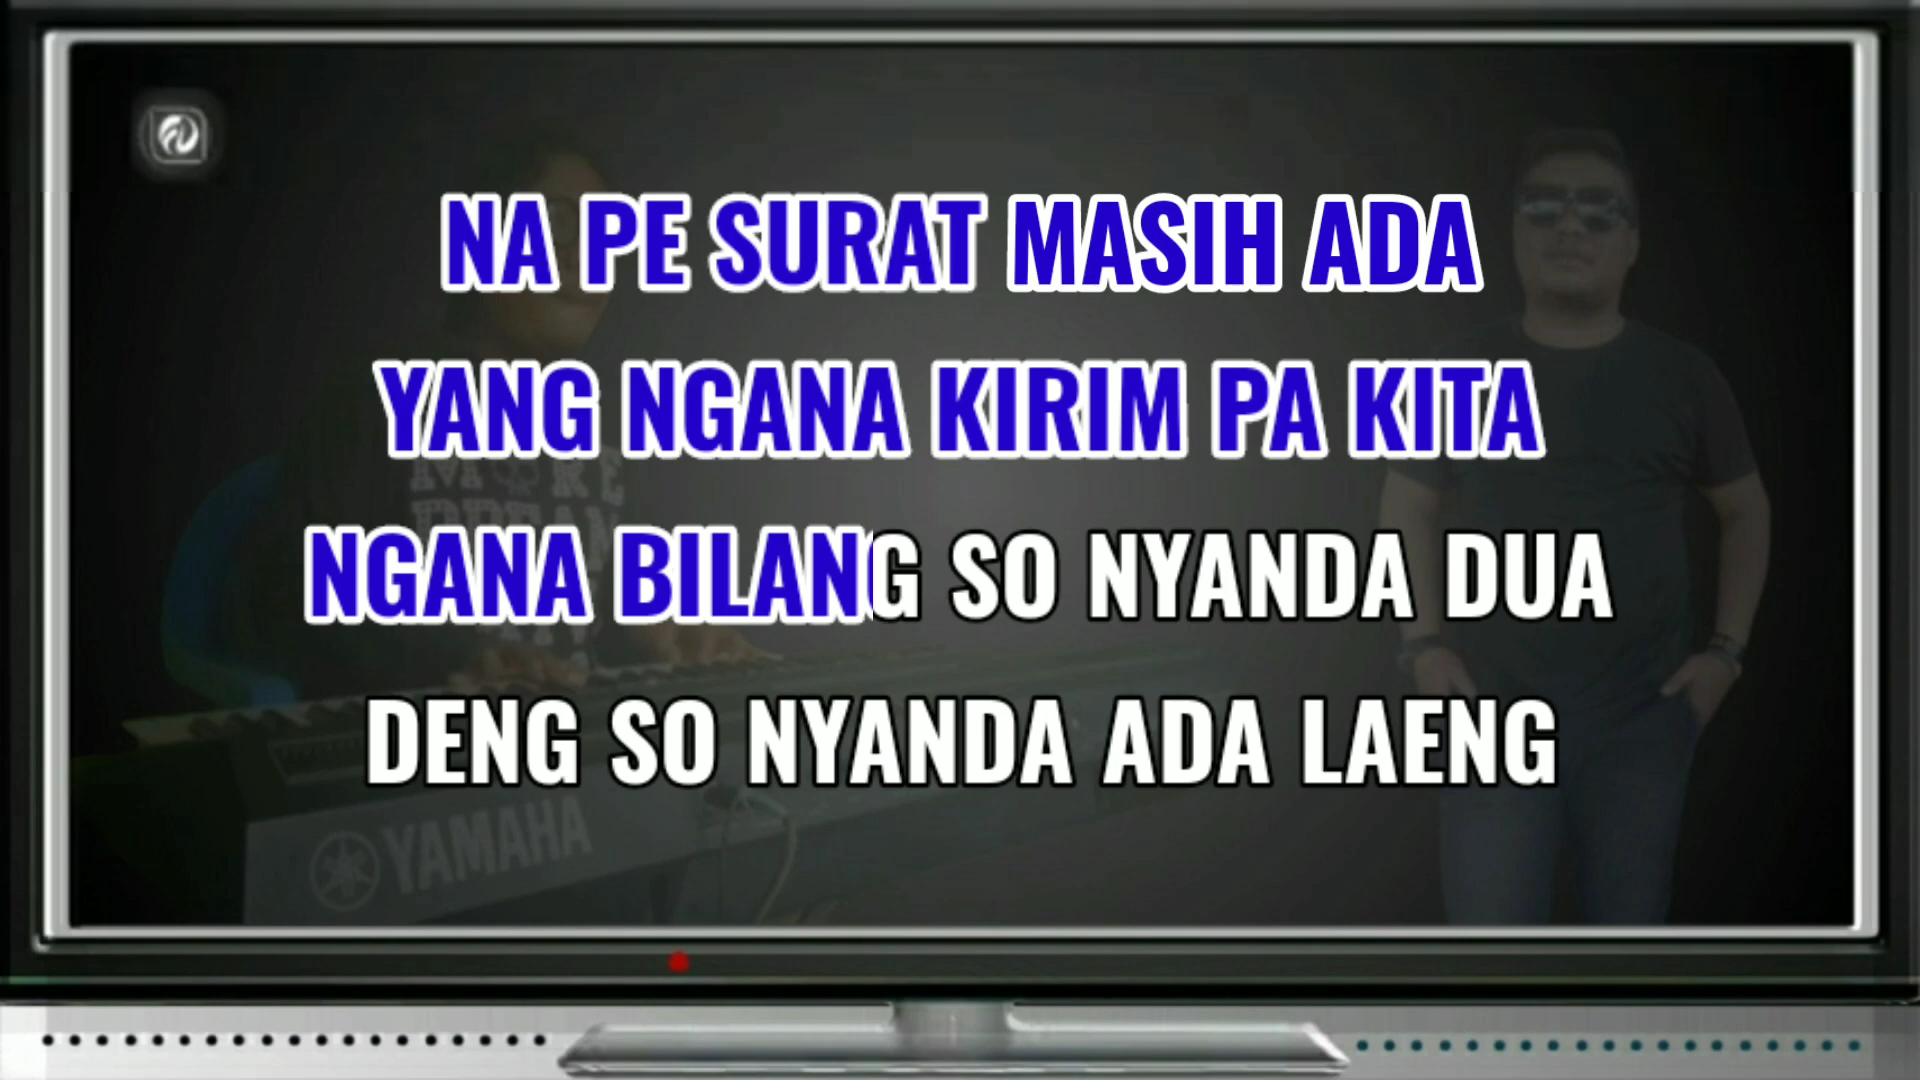 NA PE SURAT MASIH ADA
YANG NGANA KIRIM PA KITA
NGANA BILANG SO NYANDA DUA
DENG SO NYANDA ADA LAENG
YAMAHA